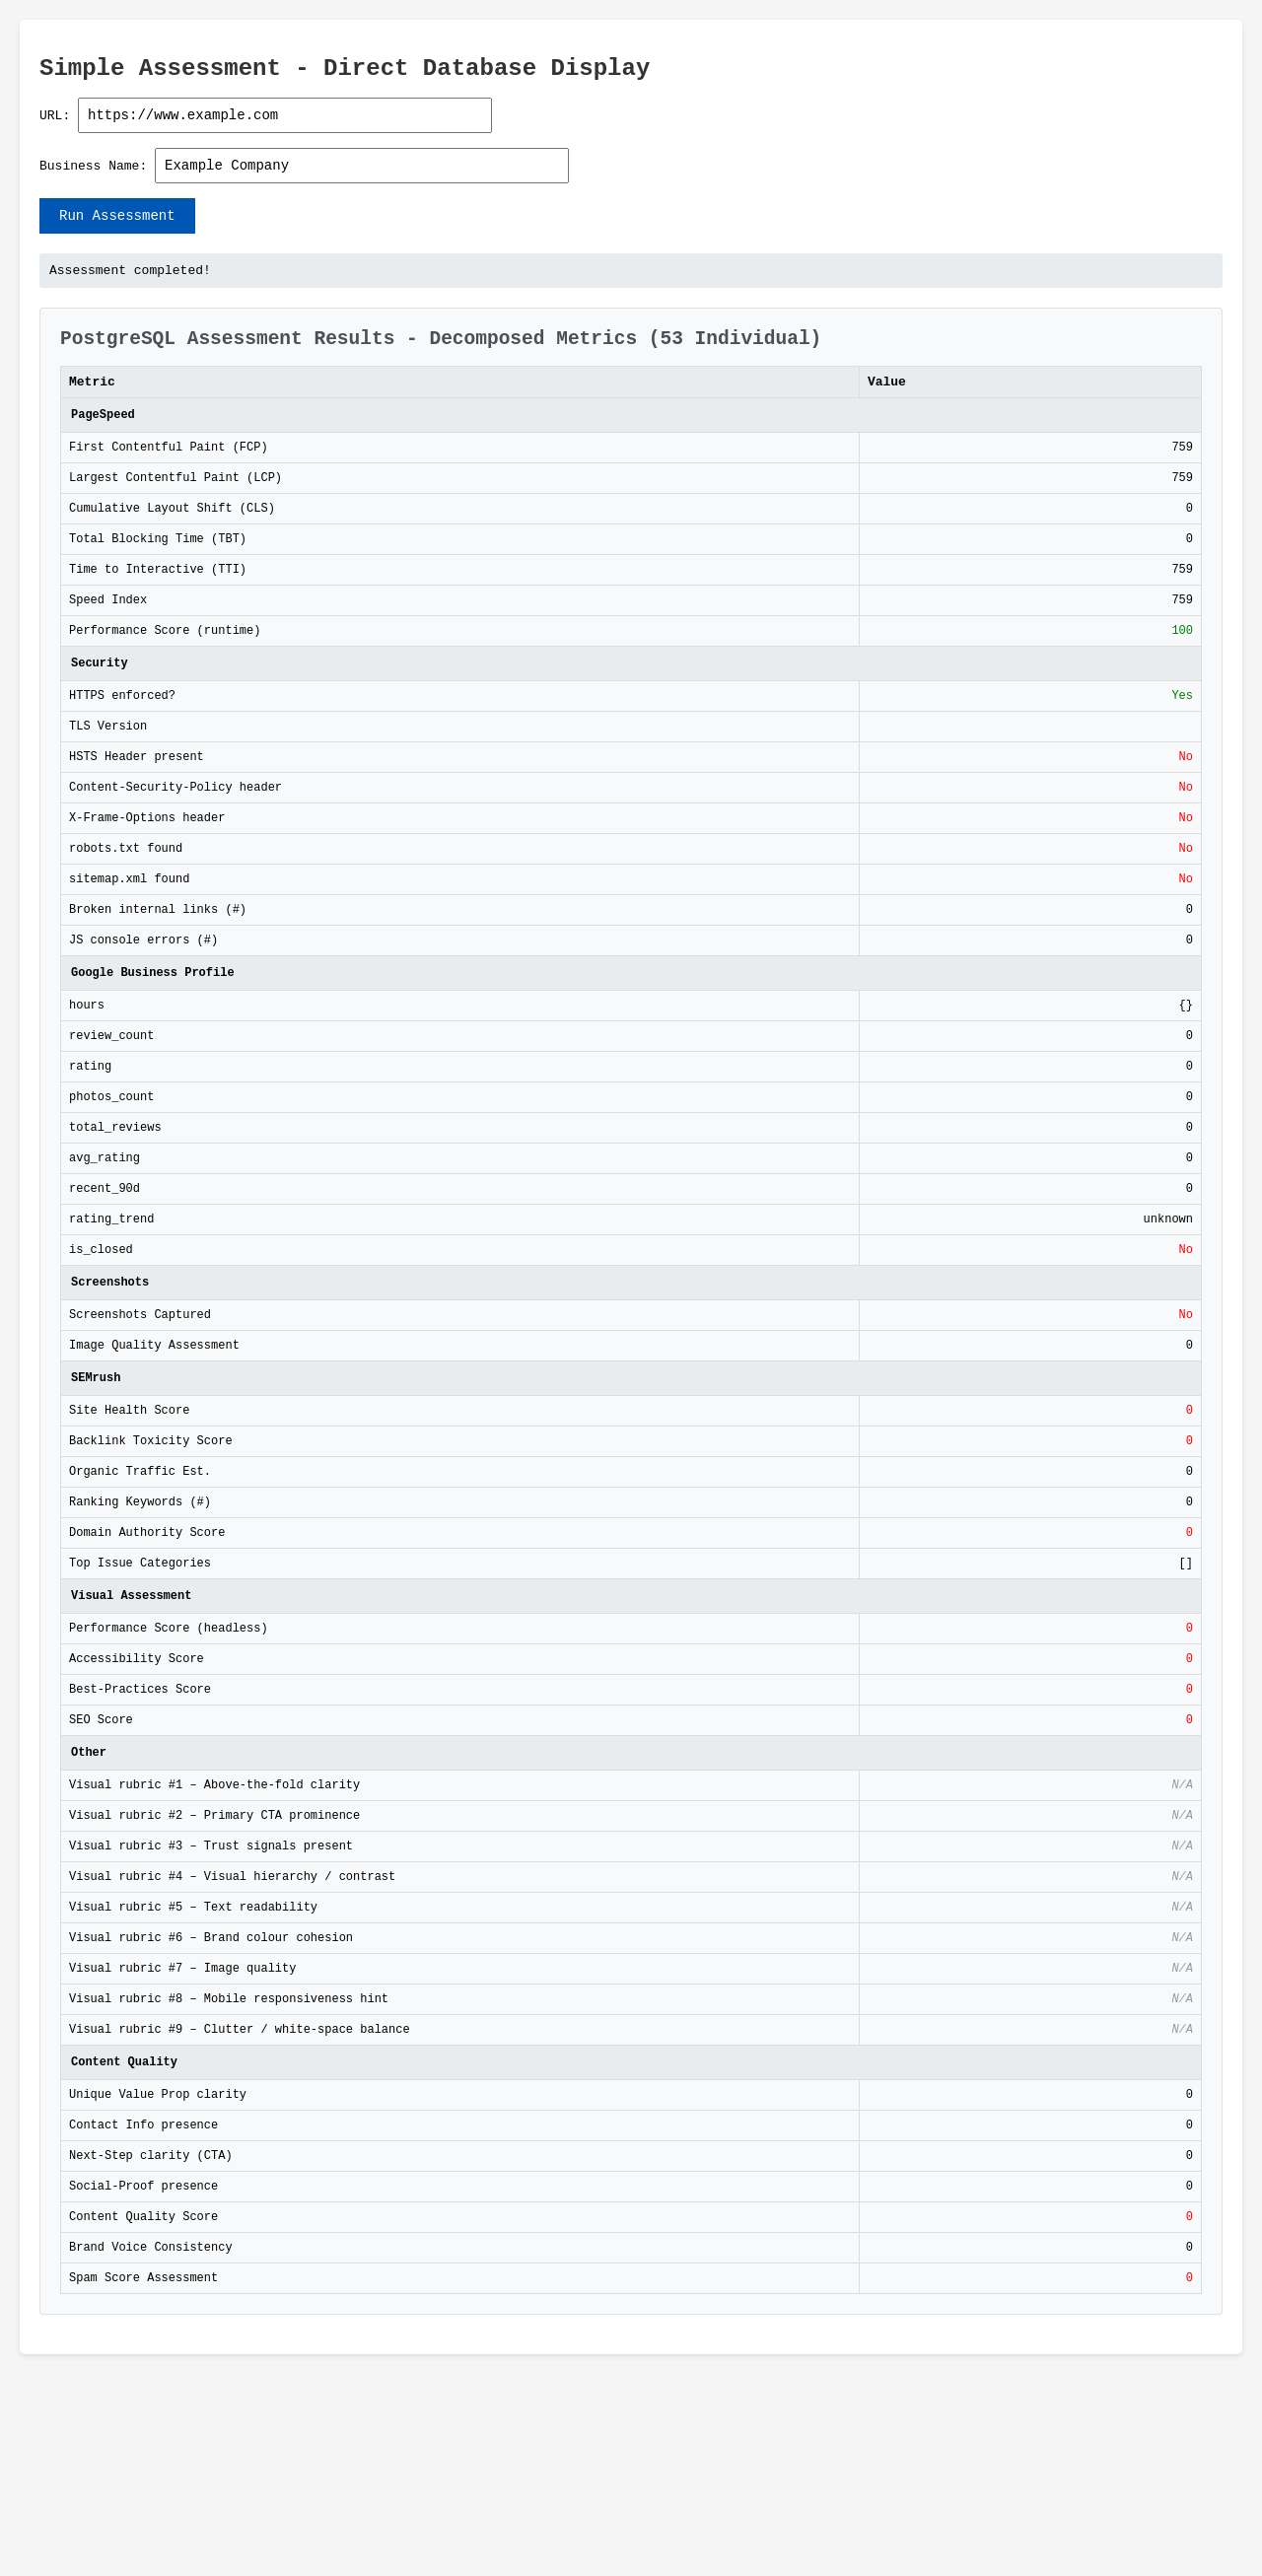 Simple Assessment - Direct Database Display
URL: https://www.example.com
Business Name: Example Company
Run Assessment
Assessment completed!
PostgreSQL Assessment Results - Decomposed Metrics (53 Individual)
Metric Value
PageSpeed
First Contentful Paint (FCP) 759
Largest Contentful Paint (LCP) 759
Cumulative Layout Shift (CLS) 0
Total Blocking Time (TBT) 0
Time to Interactive (TTI) 759
Speed Index 759
Performance Score (runtime) 100
Security
HTTPS enforced? Yes
TLS Version
HSTS Header present No
Content-Security-Policy header No
X-Frame-Options header No
robots.txt found No
sitemap.xml found No
Broken internal links (#) 0
JS console errors (#) 0
Google Business Profile
hours {}
review_count 0
rating 0
photos_count 0
total_reviews 0
avg_rating 0
recent_90d 0
rating_trend unknown
is_closed No
Screenshots
Screenshots Captured No
Image Quality Assessment 0
SEMrush
Site Health Score 0
Backlink Toxicity Score 0
Organic Traffic Est. 0
Ranking Keywords (#) 0
Domain Authority Score 0
Top Issue Categories []
Visual Assessment
Performance Score (headless) 0
Accessibility Score 0
Best-Practices Score 0
SEO Score 0
Other
Visual rubric #1 – Above-the-fold clarity N/A
Visual rubric #2 – Primary CTA prominence N/A
Visual rubric #3 – Trust signals present N/A
Visual rubric #4 – Visual hierarchy / contrast N/A
Visual rubric #5 – Text readability N/A
Visual rubric #6 – Brand colour cohesion N/A
Visual rubric #7 – Image quality N/A
Visual rubric #8 – Mobile responsiveness hint N/A
Visual rubric #9 – Clutter / white-space balance N/A
Content Quality
Unique Value Prop clarity 0
Contact Info presence 0
Next-Step clarity (CTA) 0
Social-Proof presence 0
Content Quality Score 0
Brand Voice Consistency 0
Spam Score Assessment 0